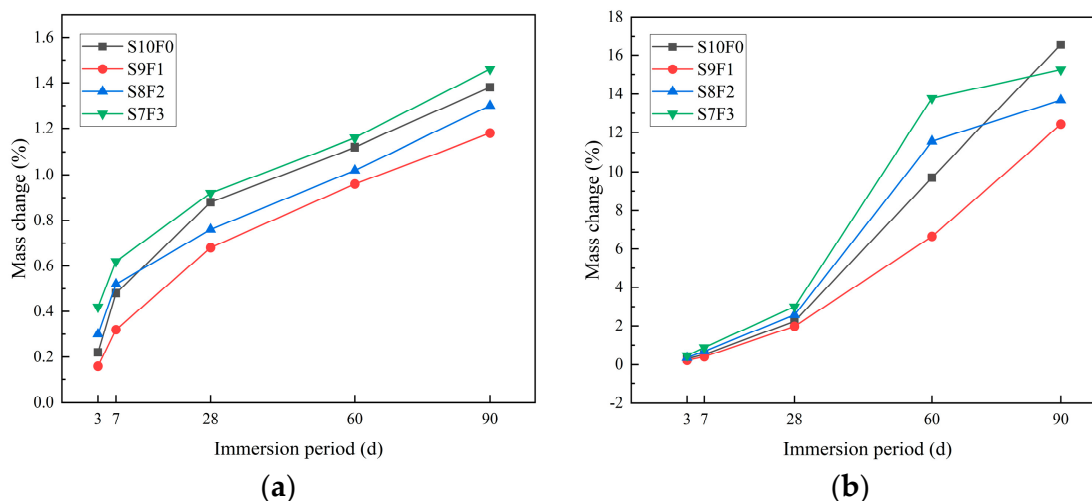 Mass change (%)
1.6
1.4
1.2
1.0
0.8
0.6
0.4
0.2
0.0
S10F0
S9F1
S8F2
S7F3
3 7 28 60 90
Immersion period (d)
(a)
Mass change (%)
18
16
14
12
10
8
6
4
2
0
-2
S10F0
S9F1
S8F2
S7F3
3 7 28 60 90
Immersion period (d)
(b)